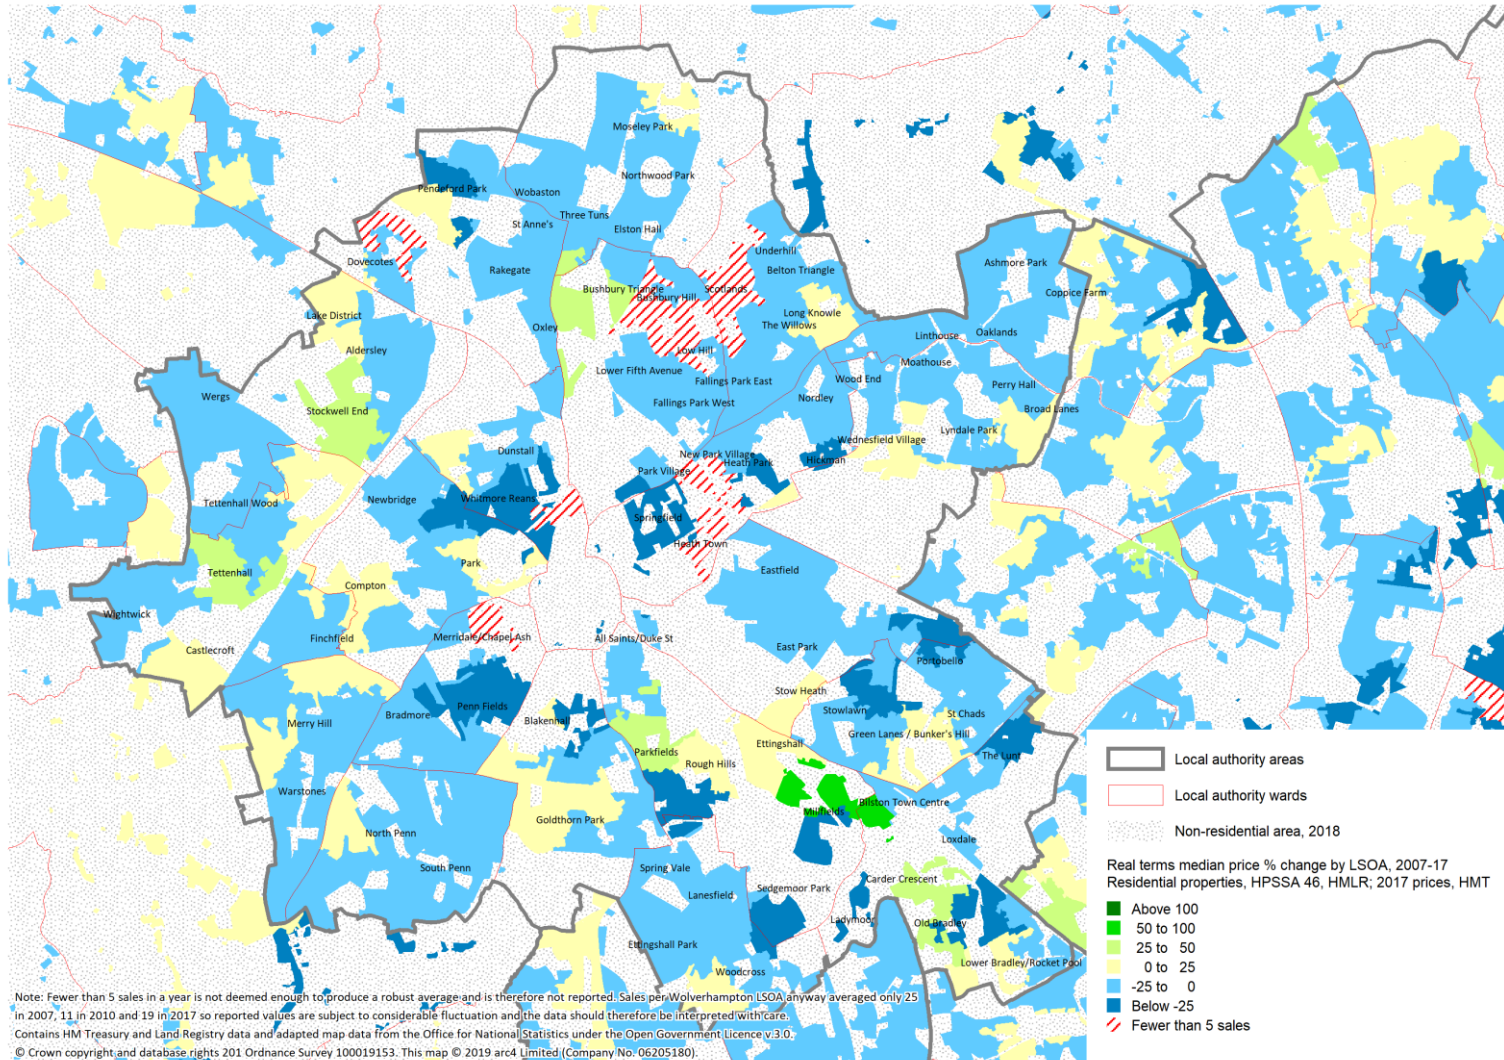 Moseley Park
Northwood Park
Pendeford Park
Wobaston
Three Tuns
St Anne's
Elston Hall
Underhill
Dovecotes
Rakegate
Belton Triangle
Ashmore Park
Bushbury Triangle
Scotlands
Bushbury Hill
Coppice Farm
Lake District
Long Knowle
Oxley
The Willows
Linthouse
Oaklands
Aldersley
Low Hill
Moathouse
Lower Fifth Avenue
Fallings Park East
Wood End
Perry Hall
Wergs
Nordley
Stockwell End
Fallings Park West
Broad Lanes
Lyndale Park
Wednesfield Village
Dunstall
New Park Village
Heath Park
Hickman
Park Village
Newbridge
Whitmore Reans
Tettenhall Wood
Springfield
Heath Town
Park
Eastfield
Tettenhall
Compton
Wightwick
Finchfield
Merridale/Chapel Ash
All Saints/Duke St
Castlecroft
East Park
Portobello
Stow Heath
Penn Fields
Stowlawn
Bradmore
St Chads
Merry Hill
Blakenhall
Green Lanes / Bunker's Hill
Ettingshall
Parkfields
The Lunt
Rough Hills
Warstones
Bilston Town Centre
Millfields
Goldthorn Park
North Penn
Loxdale
South Penn
Spring Vale
Carder Crescent
Sedgemoor Park
Lanesfield
Ladymoor
Old Bradley
Ettingshall Park
Lower Bradley/Rocket Pool
Woodcross
Local authority areas
Local authority wards
Non-residential area, 2018
Real terms median price % change by LSOA, 2007-17
Residential properties, HPSSA 46, HMLR; 2017 prices, HMT
Above 100
50 to 100
25 to 50
0 to 25
-25 to 0
Below -25
Fewer than 5 sales
Note: Fewer than 5 sales in a year is not deemed enough to produce a robust average and is therefore not reported. Sales per Wolverhampton LSOA anyway averaged only 25
in 2007, 11 in 2010 and 19 in 2017 so reported values are subject to considerable fluctuation and the data should therefore be interpreted with care.
Contains HM Treasury and Land Registry data and adapted map data from the Office for National Statistics under the Open Government Licence v.3.0.
© Crown copyright and database rights 201 Ordnance Survey 100019153. This map © 2019 arc4 Limited (Company No. 06205180).